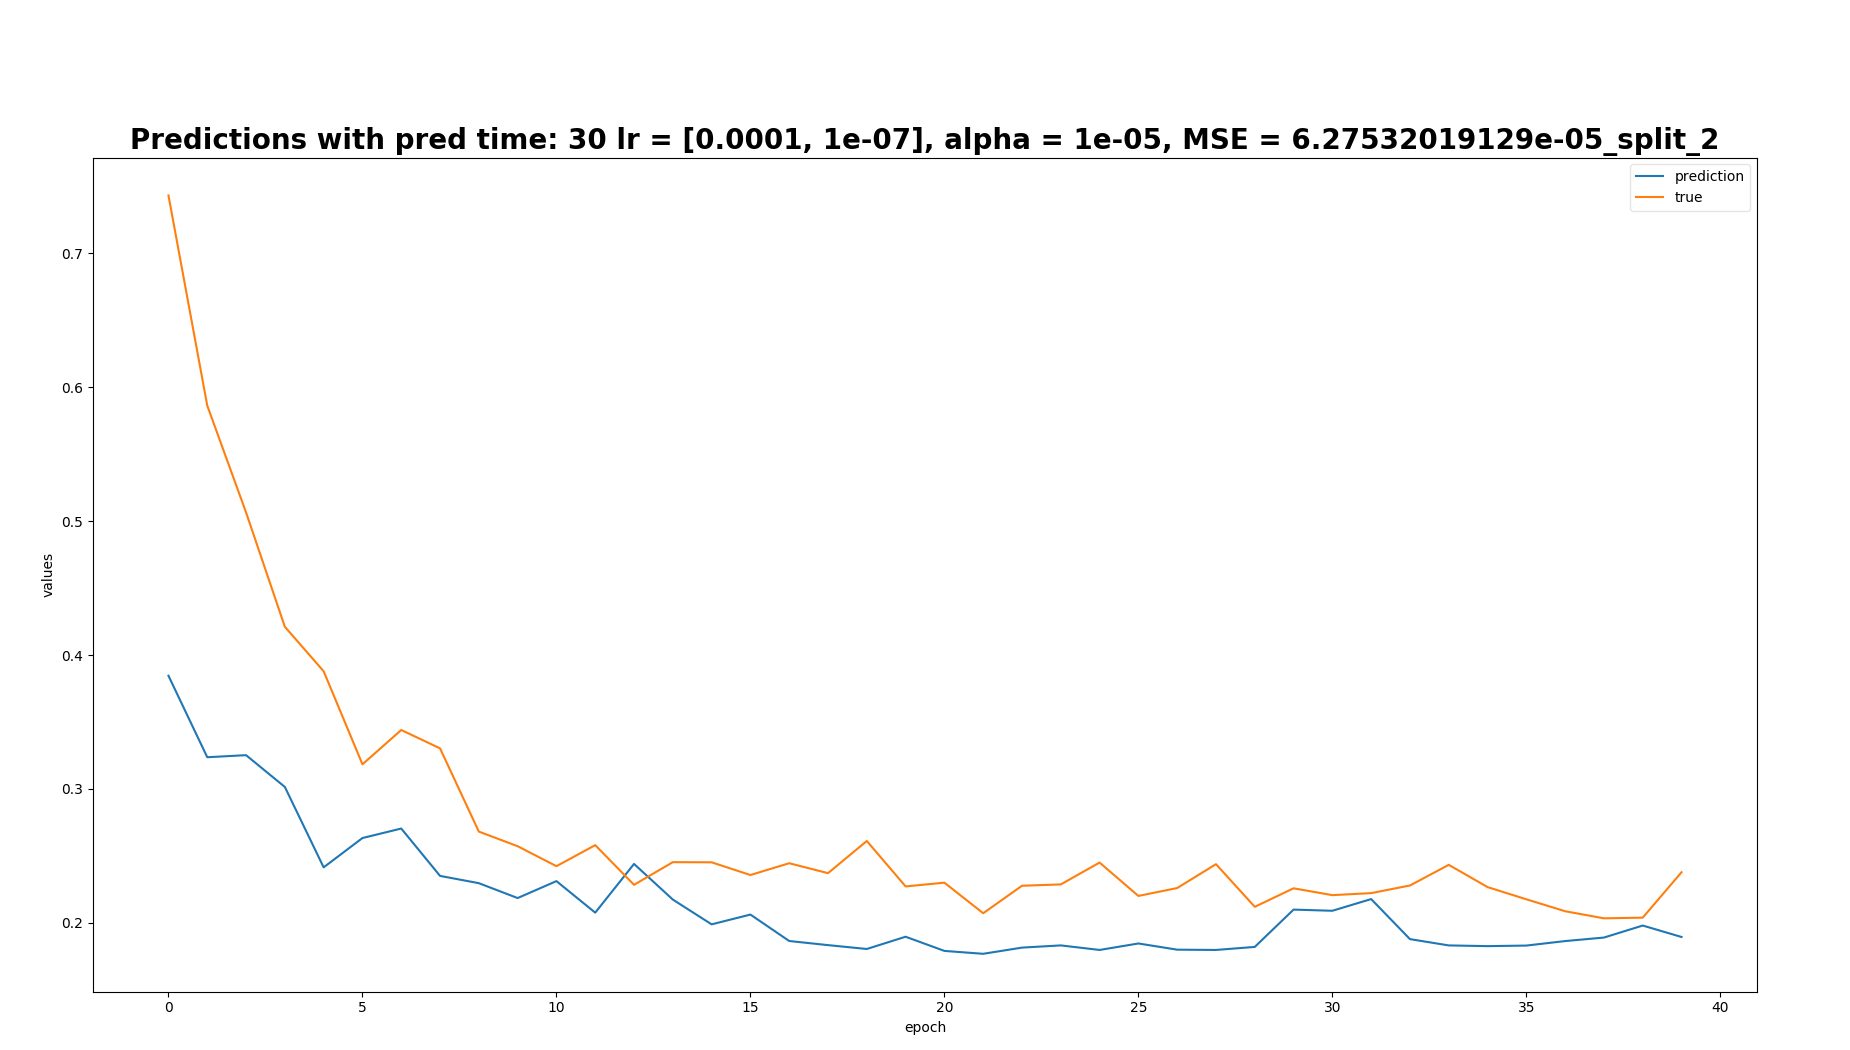 Predictions with pred time: 30 lr = [0.0001, 1e-07], alpha = 1e-05, MSE = 6.27532019129e-05_split_2
prediction
true
0.7
0.6
0.5
0.4
0.3
0.2
values
0 5 10 15 20 25 30 35 40
epoch